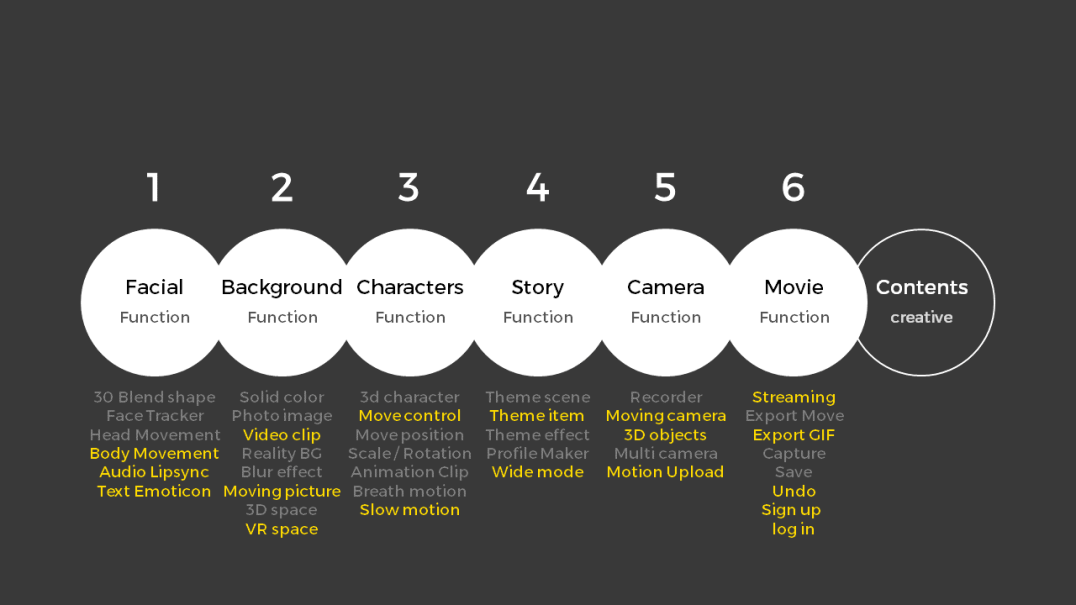 1
2
3
4
5
6
Facial
Function
Background
Function
Characters
Function
Story
Function
Camera
Function
Movie
Function
Contents
creative
30 Blend shape
Face Tracker
Head Movement
Body Movement
Audio Lipsync
Text Emoticon
Solid color
Photo image
Video clip
Reality BG
Blur effect
Moving picture
3D space
VR space
3d character
Move control
Move position
Scale / Rotation
Animation Clip
Breath motion
Slow motion
Theme scene
Theme item
Theme effect
Profile Maker
Wide mode
Recorder
Moving camera
3D objects
Multi camera
Motion Upload
Streaming
Export Move
Export GIF
Capture
Save
Undo
Sign up
log in